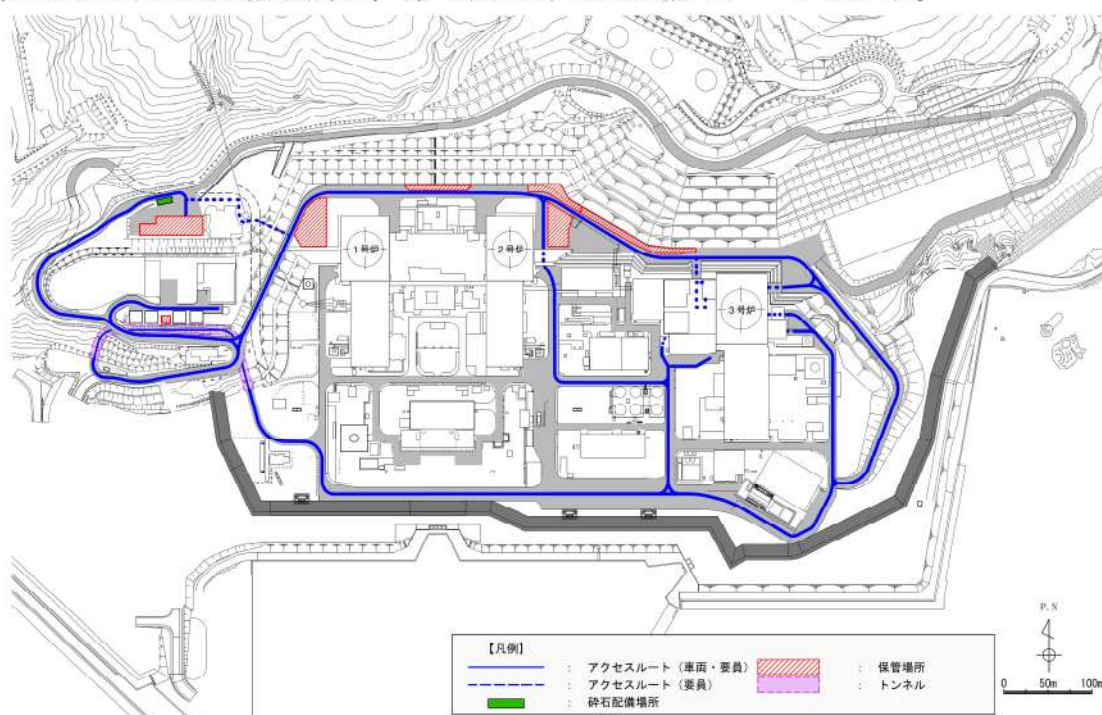 1号炉
2号炉
3号炉
P.N
【凡例】
: アクセスルート（車両・要員）
: 保管場所
: アクセスルート（要員）
: トンネル
: 砕石配備場所
0 50m 100m